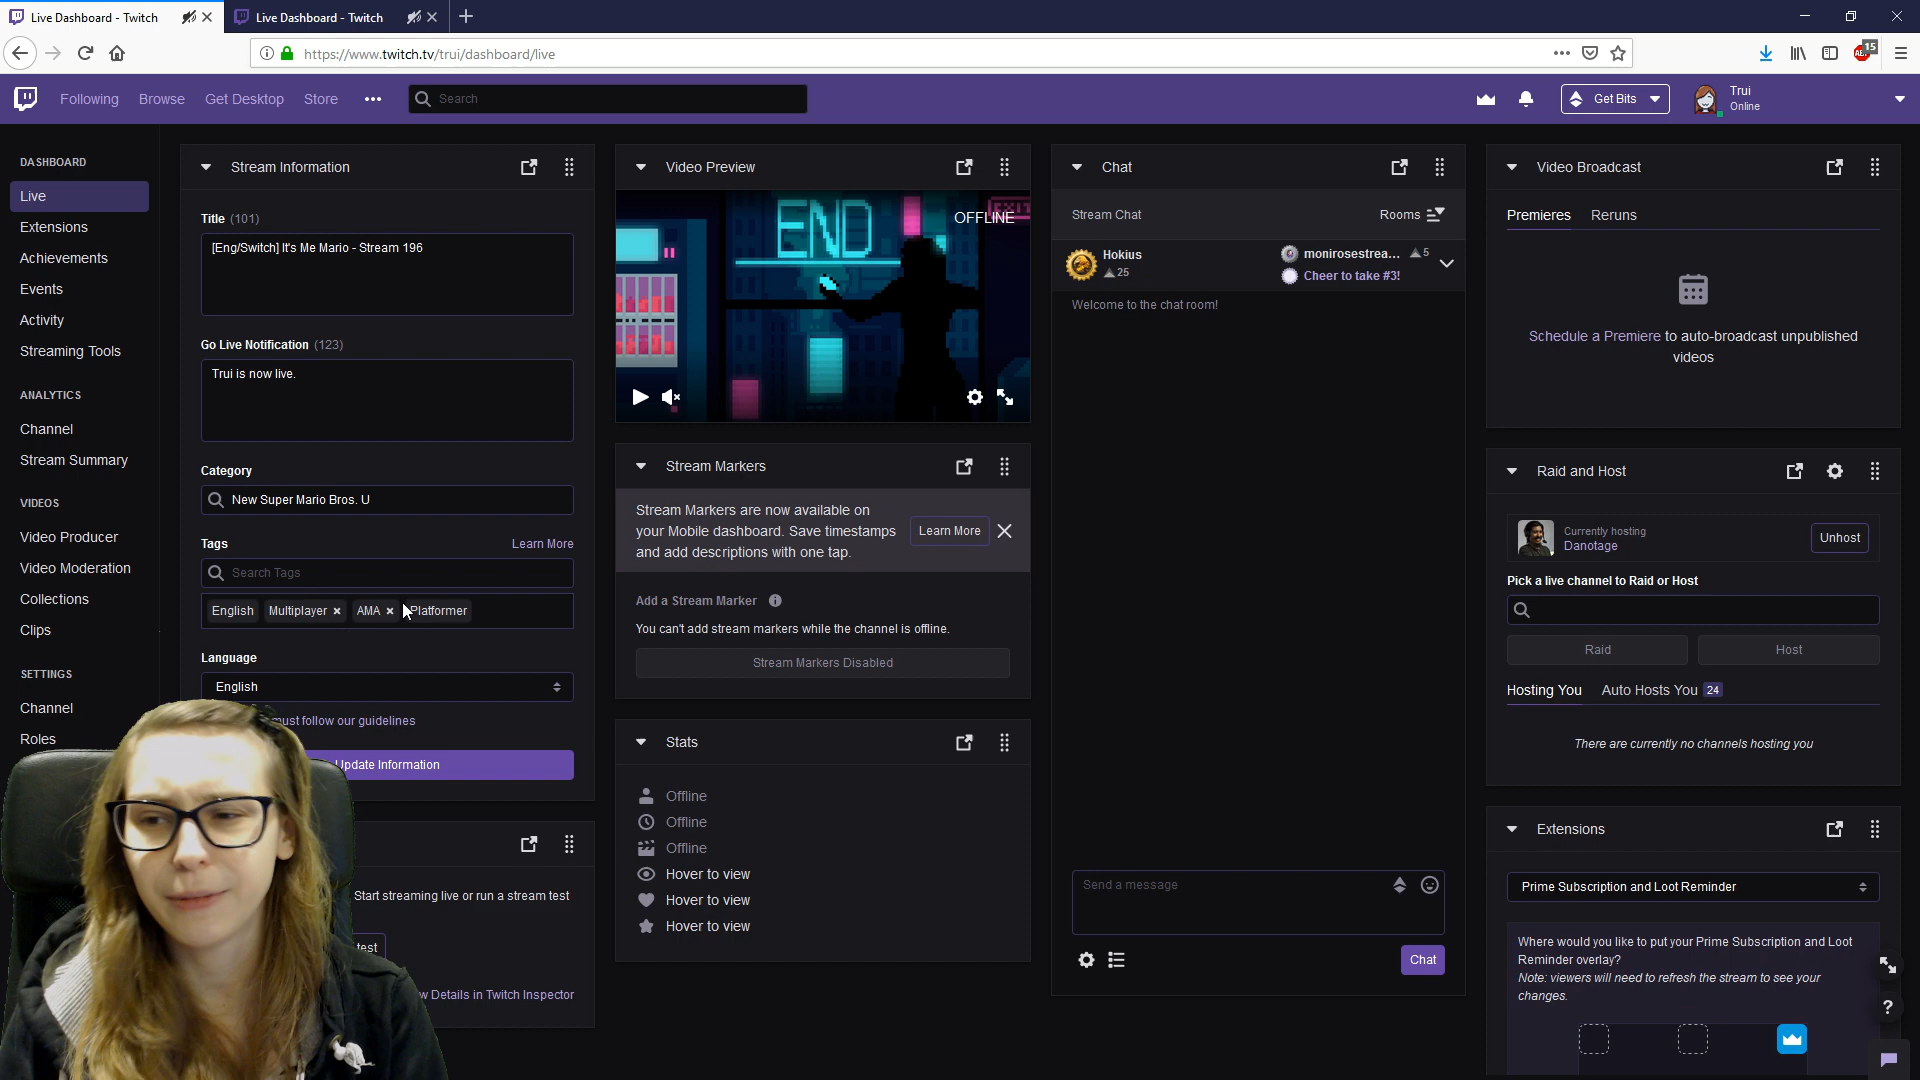 Live Dashboard - Twitch
Live Dashboard - Twitch
https://www.twitch.tv/trui/dashboard/live
15
Following
Browse
Get Desktop
Store
Search
Get Bits
Trui
Online
DASHBOARD
Live
Extensions
Achievements
Events
Activity
Streaming Tools
ANALYTICS
Channel
Stream Summary
VIDEOS
Video Producer
Video Moderation
Collections
Clips
SETTINGS
Channel
Roles
Stream Information
Title (101)
[Eng/Switch] It's Me Mario - Stream 196
Go Live Notification (123)
Trui is now live.
Category
New Super Mario Bros. U
Tags
Learn More
Search Tags
English
Multiplayer
AMA
Platformer
Language
English
must follow our guidelines
Update Information
Start streaming live or run a stream test
test
Details in Twitch Inspector
Video Preview
END
EXIT
OFFLINE
Stream Markers
Stream Markers are now available on
your Mobile dashboard. Save timestamps
and add descriptions with one tap.
Learn More
Add a Stream Marker
You can't add stream markers while the channel is offline.
Stream Markers Disabled
Stats
Offline
Offline
Offline
Hover to view
Hover to view
Hover to view
Chat
Stream Chat
Rooms
Hokius
25
monirosestrea...
5
Cheer to take #3!
Welcome to the chat room!
Send a message
Chat
Video Broadcast
Premieres
Reruns
Schedule a Premiere to auto-broadcast unpublished
videos
Raid and Host
Currently hosting
Danotage
Unhost
Pick a live channel to Raid or Host
Raid
Host
Hosting You
Auto Hosts You 24
There are currently no channels hosting you
Extensions
Prime Subscription and Loot Reminder
Where would you like to put your Prime Subscription and Loot
Reminder overlay?
Note: viewers will need to refresh the stream to see your
changes.
?